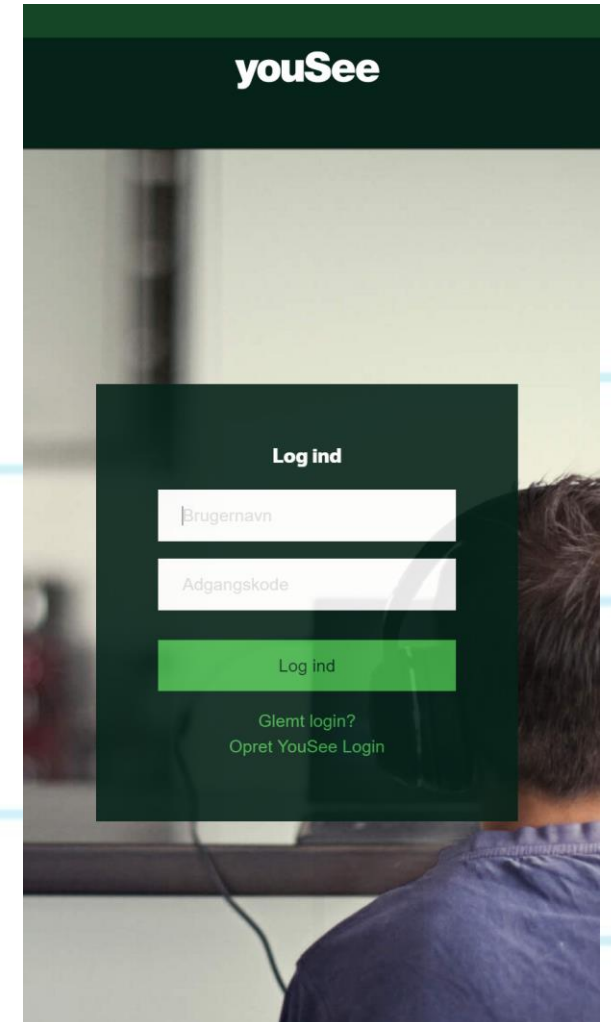 youSee
Log ind
Brugernavn
Adgangskode
Log ind
Glemt login?
Opret YouSee Login